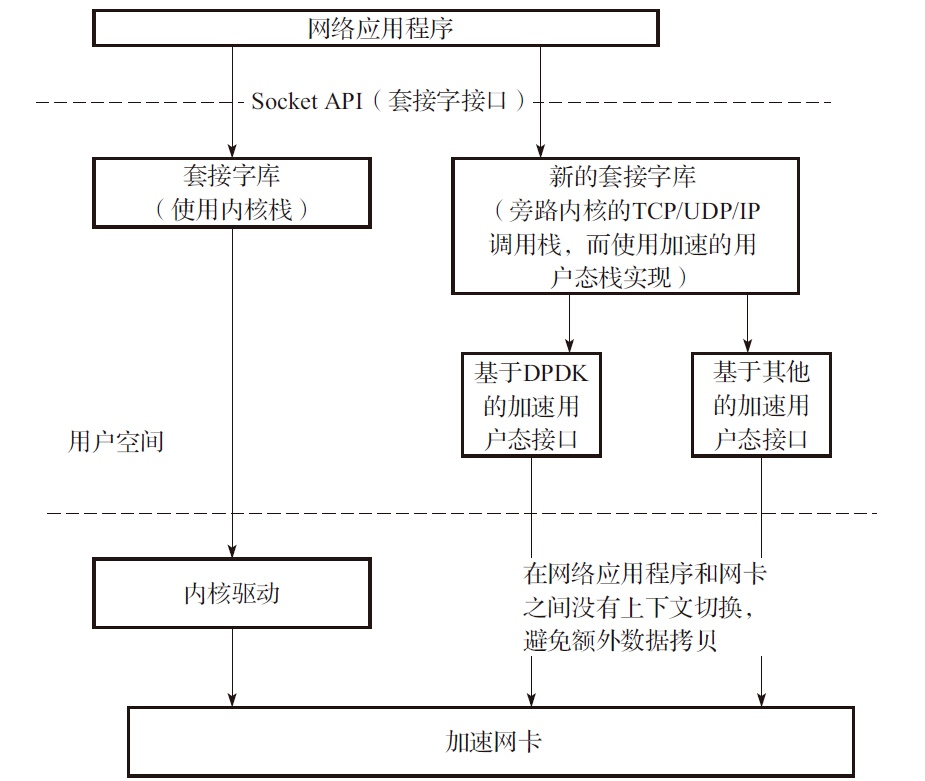 网络应用程序
Socket API（套接字接口）
套接字库
（使用内核栈）
新的套接字库
（旁路内核的TCP/UDP/IP
调用栈，而使用加速的用
户态栈实现）
基于DPDK
的加速用
户态接口
基于其他
的加速用
户态接口
用户空间
内核驱动
在网络应用程序和网卡
之间没有上下文切换，
避免额外数据拷贝
加速网卡